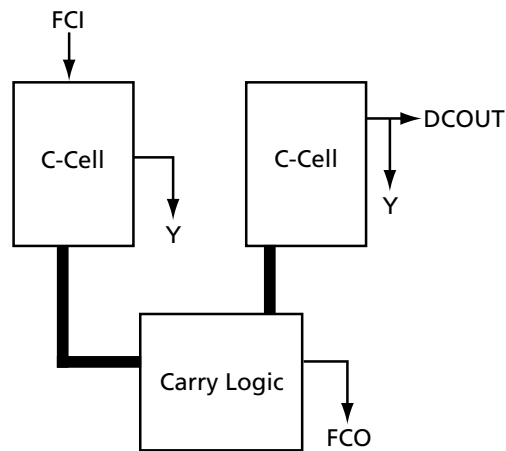 FCI
C-Cell
C-Cell
DCOUT
Y
Y
Carry Logic
FCO